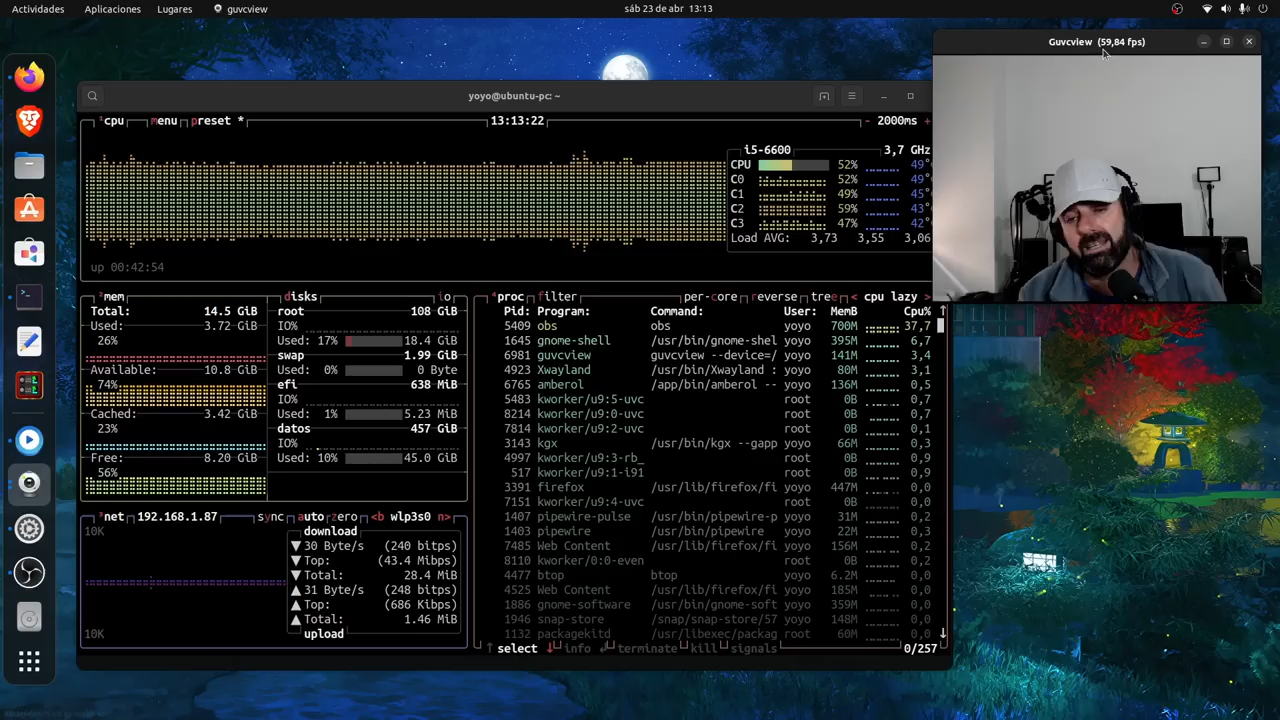 Actividades Aplicaciones Lugares guvcview sáb 23 de abr 13:13
Guvcview (59,84 fps)
yoyo@ubuntu-pc: ~
¹cpu menu preset * 13:13:22 - 2000ms +
i5-6600 3,7 GHz
CPU 52% 49°
C0 52% 49°
C1 49% 45°
C2 59% 43°
C3 47% 42°
Load AVG: 3,73 3,55 3,06
up 00:42:54
²mem
Total: 14.5 GiB
Used: 3.72 GiB
26%
Available: 10.8 GiB
74%
Cached: 3.42 GiB
23%
Free: 8.20 GiB
56%
disks io
root 108 GiB
IO%
Used: 17% 18.4 GiB
swap 1.99 GiB
Used: 0% 0 Byte
efi 638 MiB
IO%
Used: 1% 5.23 MiB
datos 457 GiB
IO%
Used: 10% 45.0 GiB
³net 192.168.1.87 sync auto zero <b wlp3s0 n>
10K
download
▼ 30 Byte/s (240 bitps)
▼ Top: (43.4 Mibps)
▼ Total: 28.4 MiB
▲ 31 Byte/s (248 bitps)
▲ Top: (686 Kibps)
▲ Total: 1.46 MiB
upload
10K
⁴proc filter per-core reverse tree < cpu lazy >
Pid: Program: Command: User: MemB Cpu% ↑
5409 obs obs yoyo 700M 37,7
1645 gnome-shell /usr/bin/gnome-shel yoyo 395M 6,7
6981 guvcview guvcview --device=/ yoyo 141M 3,4
4923 Xwayland /usr/bin/Xwayland : yoyo 80M 3,1
6765 amberol /app/bin/amberol -- yoyo 136M 0,5
5483 kworker/u9:5-uvc root 0B 0,7
8214 kworker/u9:0-uvc root 0B 0,7
7814 kworker/u9:2-uvc root 0B 0,1
3143 kgx /usr/bin/kgx --gapp yoyo 66M 0,3
4997 kworker/u9:3-rb_ root 0B 0,9
517 kworker/u9:1-i91 root 0B 0,9
3391 firefox /usr/lib/firefox/fi yoyo 447M 0,3
7151 kworker/u9:4-uvc root 0B 0,0
1407 pipewire-pulse /usr/bin/pipewire-p yoyo 31M 0,2
1403 pipewire /usr/bin/pipewire yoyo 22M 0,3
7485 Web Content /usr/lib/firefox/fi yoyo 156M 0,2
8110 kworker/0:0-even root 0B 0,2
4477 btop btop yoyo 6.2M 0,0
4525 Web Content /usr/lib/firefox/fi yoyo 185M 0,0
1886 gnome-software /usr/bin/gnome-soft yoyo 359M 0,0
1946 snap-store /snap/snap-store/57 yoyo 148M 0,0
1132 packagekitd /usr/libexec/packag root 60M 0,0 ↓
↑ select ↓ info ↲ terminate kill signals 0/257